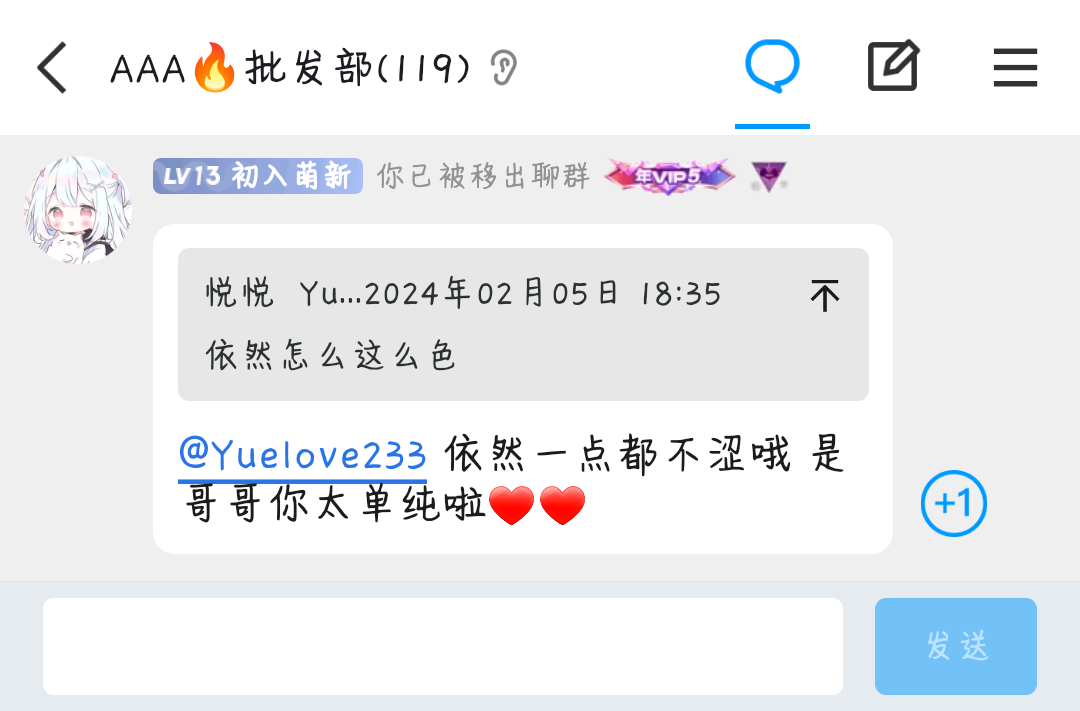 AAA🔥批发部(119)
LV13 初入萌新 你已被移出聊群 年VIP5
悦悦 Yu...2024年02月05日 18:35
依然怎么这么色
@Yuelove233 依然一点都不涩哦 是
哥哥你太单纯啦❤️❤️
+1
发送